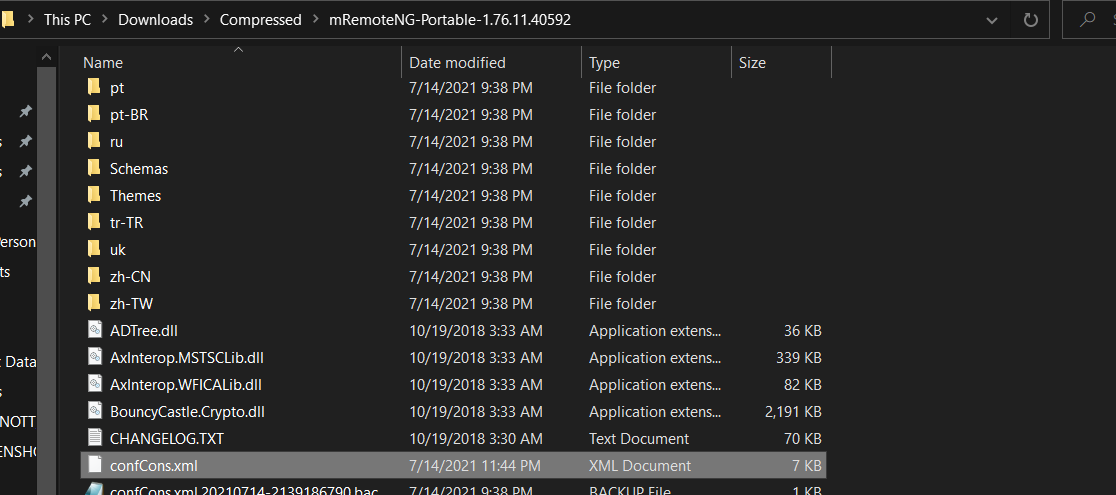 This PC > Downloads > Compressed > mRemoteNG-Portable-1.76.11.40592
Name Date modified Type Size
pt 7/14/2021 9:38 PM File folder
pt-BR 7/14/2021 9:38 PM File folder
ru 7/14/2021 9:38 PM File folder
Schemas 7/14/2021 9:38 PM File folder
Themes 7/14/2021 9:38 PM File folder
tr-TR 7/14/2021 9:38 PM File folder
Person uk 7/14/2021 9:38 PM File folder
ts zh-CN 7/14/2021 9:38 PM File folder
zh-TW 7/14/2021 9:38 PM File folder
ADTree.dll 10/19/2018 3:33 AM Application extens... 36 KB
t Data AxInterop.MSTSCLib.dll 10/19/2018 3:33 AM Application extens... 339 KB
s AxInterop.WFICALib.dll 10/19/2018 3:33 AM Application extens... 82 KB
NOTT BouncyCastle.Crypto.dll 10/19/2018 3:33 AM Application extens... 2,191 KB
CHANGELOG.TXT 10/19/2018 3:30 AM Text Document 70 KB
ENSH confCons.xml 7/14/2021 11:44 PM XML Document 7 KB
confCons.xml.20210714-2139186790.bac... 7/14/2021 9:38 PM BACKUP File 1 KB